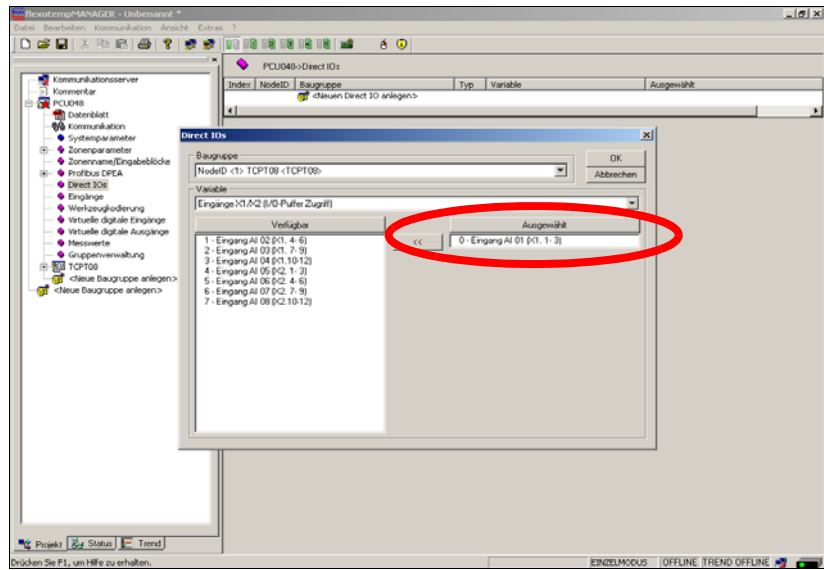 flexotempMANAGER - Unbenannt *
Datei Bearbeiten Kommunikation Ansicht Extras ?
PCU048->Direct IOs
Index NodeID Baugruppe Typ Variable Ausgewählt
<Neuen Direct IO anlegen>
Kommunikationsserver
Kommentar
PCU048
Datenblatt
Kommunikation
Systemparameter
Zonenparameter
Zonenname/Eingabeblöcke
Profibus DPEA
Direct IOs
Eingänge
Werkzeugkodierung
Virtuelle digitale Eingänge
Virtuelle digitale Ausgänge
Messwerte
Gruppenverwaltung
TCPT08
<Neue Baugruppe anlegen>
<Neue Baugruppe anlegen>
Direct IOs
Baugruppe
NodeID <1> TCPT08 <TCPT08>
OK
Abbrechen
Variable
Eingänge X1/X2 (I/O-Puffer Zugriff)
Verfügbar
1 - Eingang AI 02 (X1. 4- 6)
2 - Eingang AI 03 (X1. 7- 9)
3 - Eingang AI 04 (X1.10-12)
4 - Eingang AI 05 (X2. 1- 3)
5 - Eingang AI 06 (X2. 4- 6)
6 - Eingang AI 07 (X2. 7- 9)
7 - Eingang AI 08 (X2.10-12)
<<
Ausgewählt
0 - Eingang AI 01 (X1. 1- 3)
Projekt Status Trend
Drücken Sie F1, um Hilfe zu erhalten.
EINZELMODUS OFFLINE TREND OFFLINE